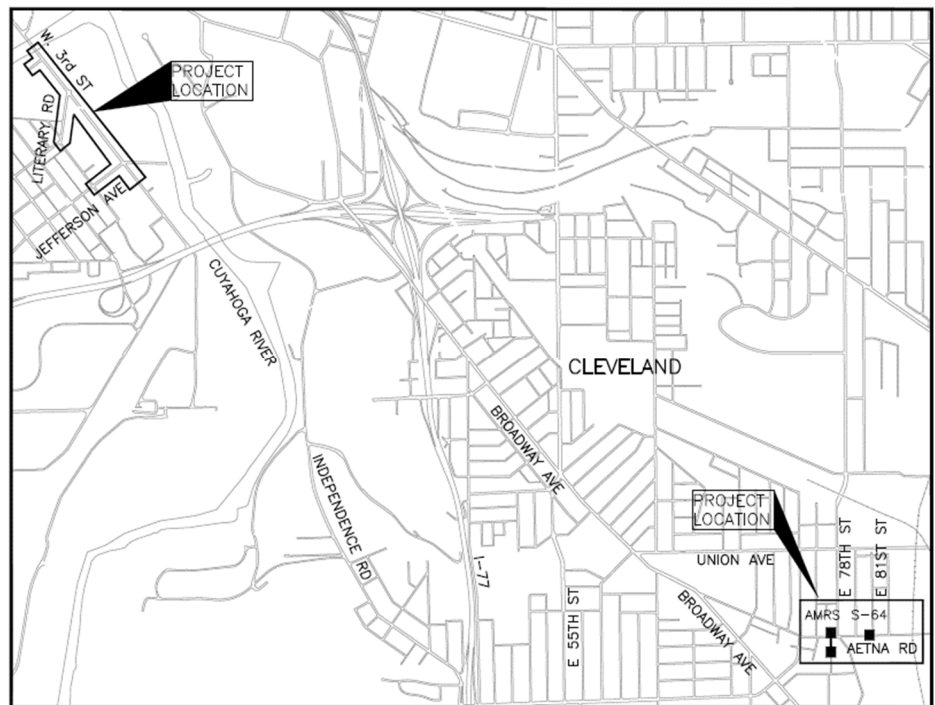 W. 3rd ST
PROJECT
LOCATION
LITERARY RD
JEFFERSON AVE
CUYAHOGA RIVER
CLEVELAND
BROADWAY AVE
INDEPENDENCE RD
PROJECT
LOCATION
I-77
UNION AVE
E 78TH ST
E 81ST ST
E 55TH ST
BROADWAY AVE
AMRS S-64
AETNA RD